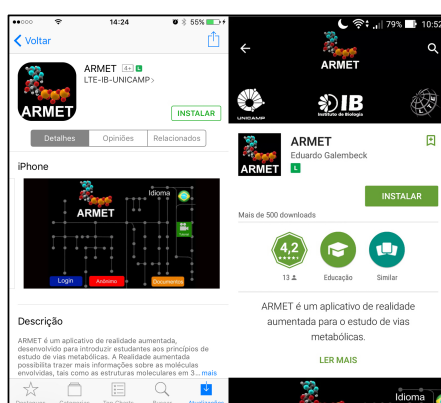 14:24
55%
Voltar
ARMET
ARMET 4+ L
LTE-IB-UNICAMP>
INSTALAR
Detalhes Opiniões Relacionados
iPhone
ARMET
Idioma
Login Anônimo Documentos
Descrição
ARMET é um aplicativo de realidade aumentada,
desenvolvido para introduzir estudantes aos princípios de
estudo de vias metabólicas. A Realidade aumentada
possibilita trazer mais informações sobre as moléculas
envolvidas, tais como as estruturas moleculares em 3... mais
79% 10:52
ARMET
UNICAMP
IB
Instituto de Biologia
ARMET
ARMET
Eduardo Galembeck
L
INSTALAR
Mais de 500 downloads
4,2
13
Educação
Similar
ARMET é um aplicativo de realidade
aumentada para o estudo de vias
metabólicas.
LER MAIS
Idioma